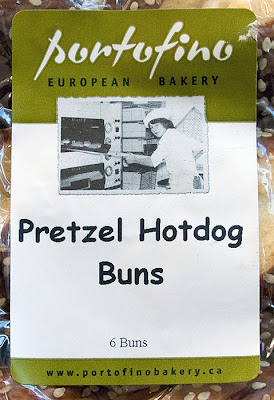 portofino
EUROPEAN BAKERY
Pretzel Hotdog
Buns
6 Buns
www.portofinobakery.ca